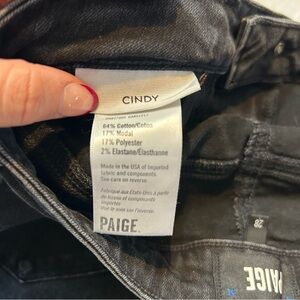 CINDY
64% Cotton/Coton
17% Modal
17% Polyester
2% Elastane/Élasthanne
Made in the USA of imported
fabric and components.
See care on reverse.
Fabriqué aux États-Unis à partir
de tissus et composants
importés
Voir le soin sur l'envers.
PAIGE
28
PAIGE